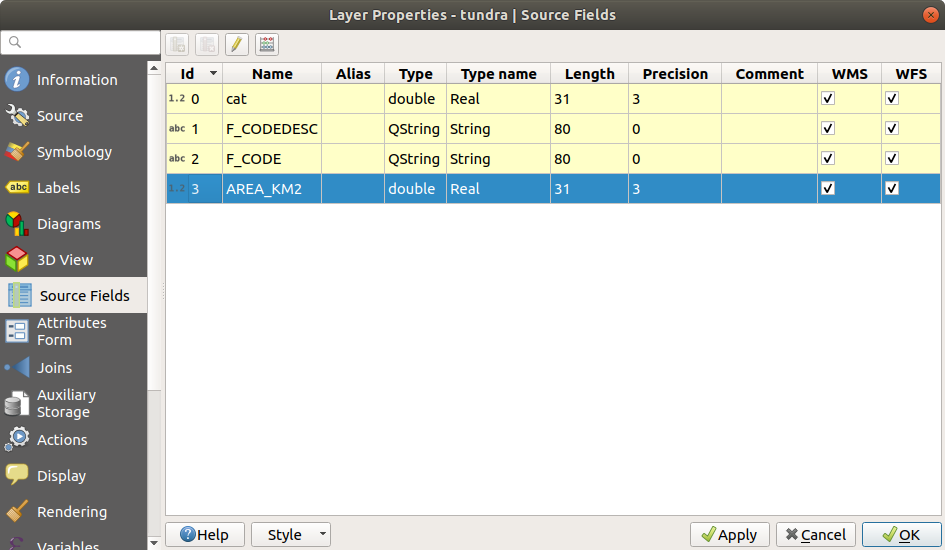 Layer Properties - tundra | Source Fields
Information
Source
Symbology
abc Labels
Diagrams
3D View
Source Fields
Attributes
Form
Joins
Auxiliary
Storage
Actions
Display
Rendering
Variables
Id Name Alias Type Type name Length Precision Comment WMS WFS
1.2 0 cat double Real 31 3
abc 1 F_CODEDESC QString String 80 0
abc 2 F_CODE QString String 80 0
1.2 3 AREA_KM2 double Real 31 3
Help Style Apply Cancel OK